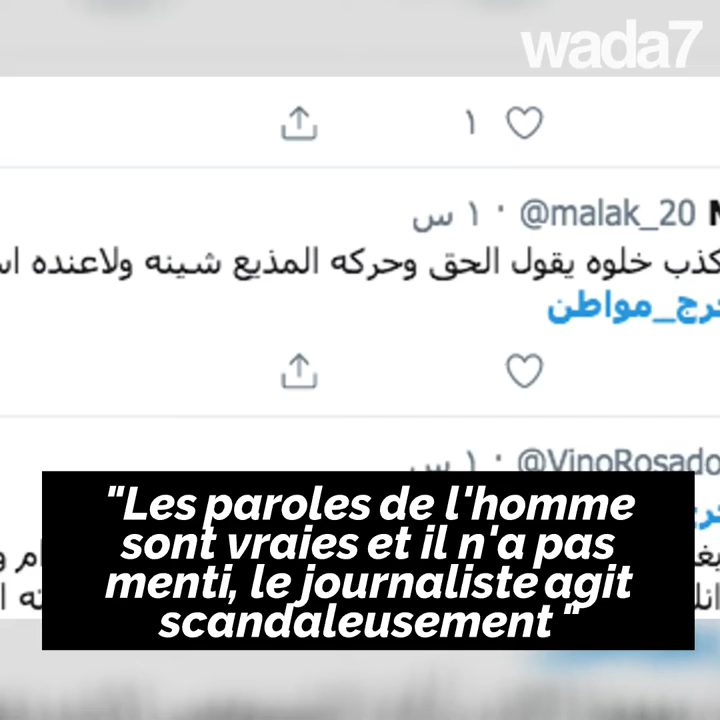 wada7
١
@malak_20 · ١ س
كذب خلوه يقول الحق وحركه المذيع شينه ولاعنده
مواطن
@VinoRosado · ١ س
"Les paroles de l'homme
sont vraies et il n'a pas
menti, le journaliste agit
scandaleusement "